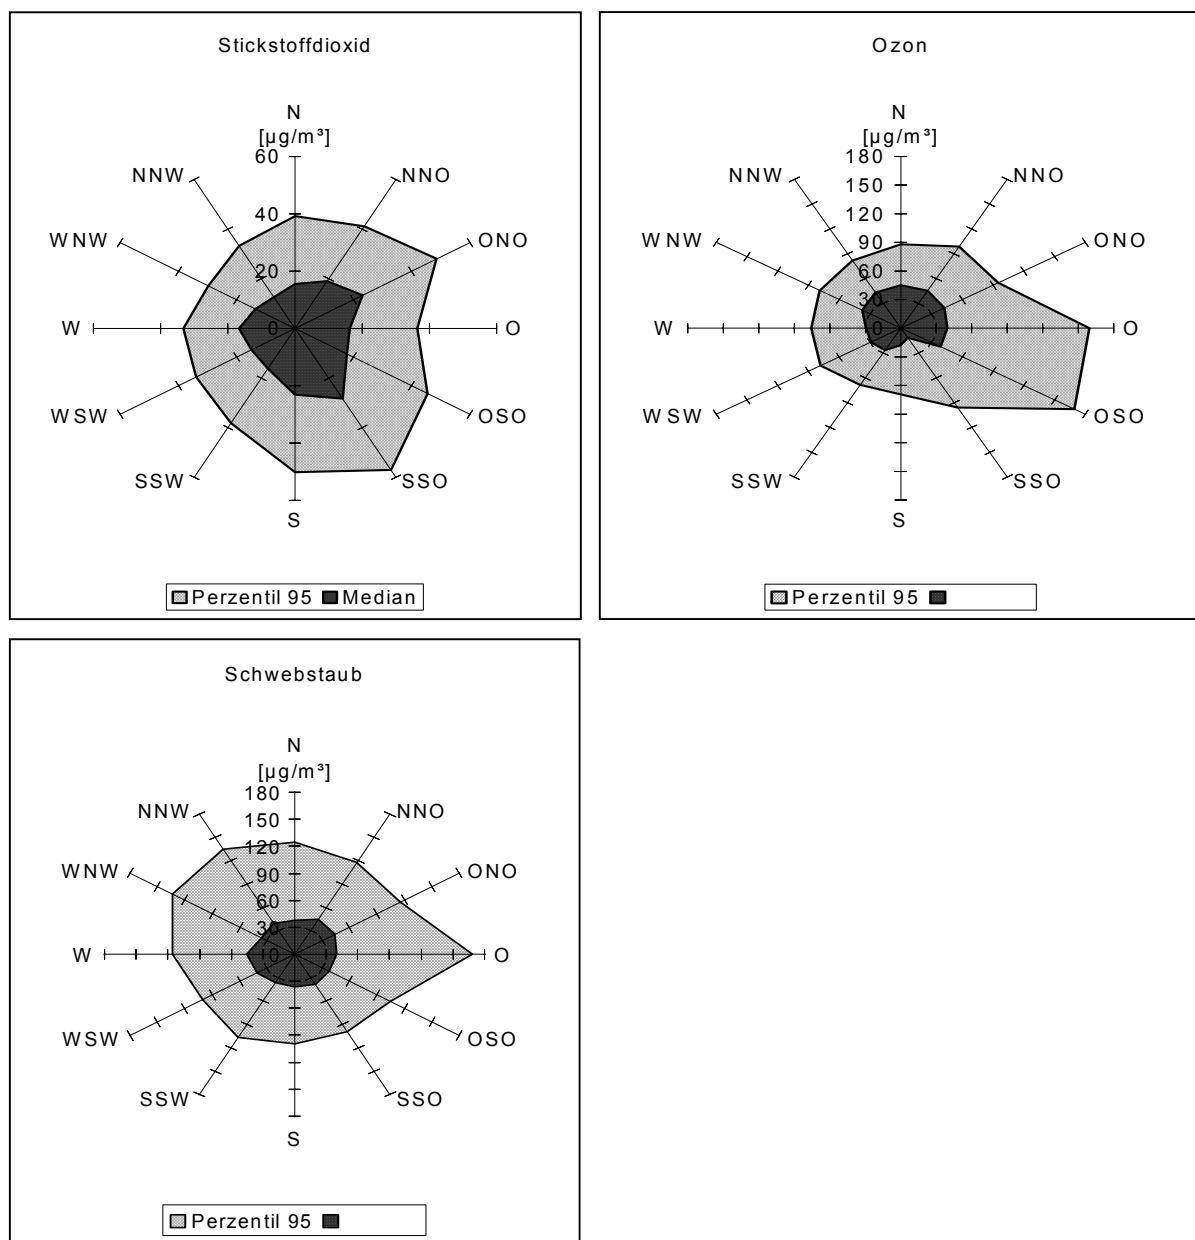 Stickstoffdioxid
N
[µg/m³]
60
NNW
NNO
40
WNW
ONO
20
W
0
O
WSW
OSO
SSW
SSO
S
Perzentil 95 Median
Ozon
N
[µg/m³]
180
NNW
150
NNO
120
WNW
90
ONO
60
30
W
0
O
WSW
OSO
SSW
SSO
S
Perzentil 95
Schwebstaub
N
[µg/m³]
180
NNW
150
NNO
120
WNW
90
ONO
60
30
W
0
O
WSW
OSO
SSW
SSO
S
Perzentil 95